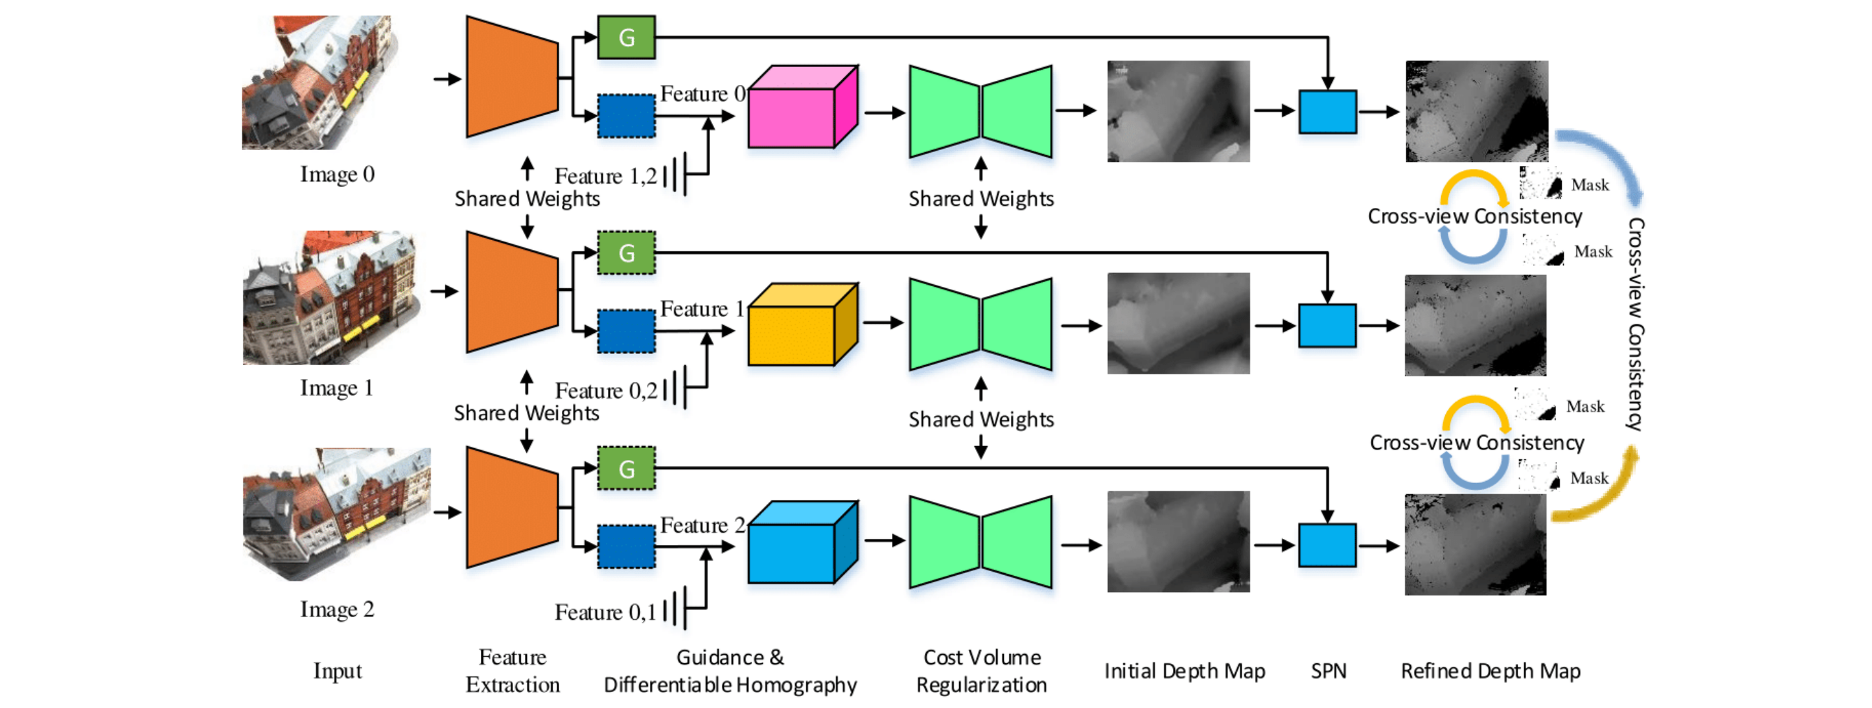 G
Feature 0
Image 0
Feature 1,2
Mask
Shared Weights
Shared Weights
Cross-view Consistency
Mask
Cross-view Consistency
G
Feature 1
Image 1
Feature 0,2
Mask
Shared Weights
Shared Weights
Cross-view Consistency
Mask
G
Feature 2
Image 2
Feature 0,1
Input
Feature
Extraction
Guidance &
Differentiable Homography
Cost Volume
Regularization
Initial Depth Map
SPN
Refined Depth Map